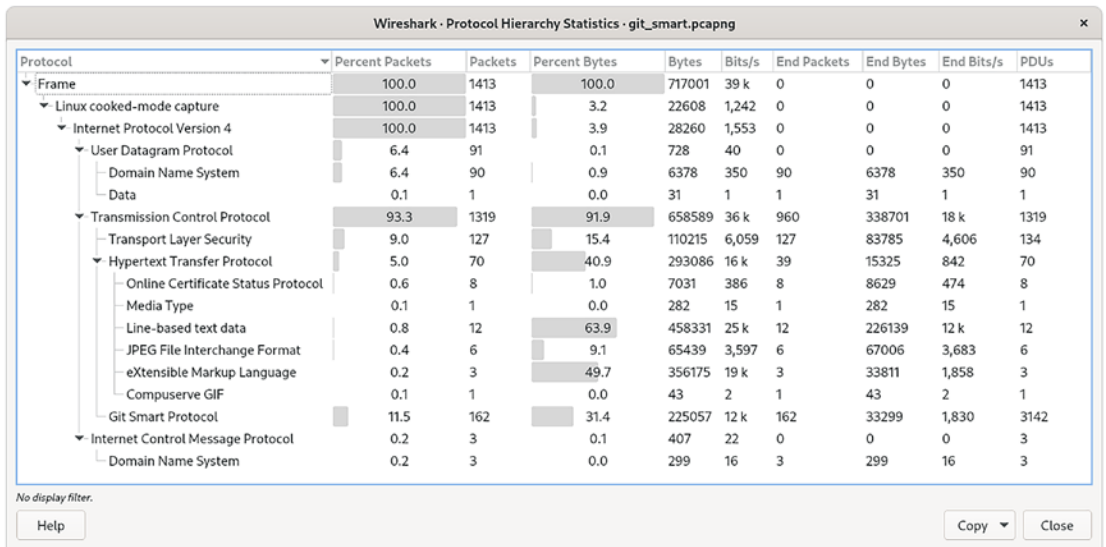 Wireshark · Protocol Hierarchy Statistics · git_smart.pcapng ×
Protocol Percent Packets Packets Percent Bytes Bytes Bits/s End Packets End Bytes End Bits/s PDUs
Frame 100.0 1413 100.0 717001 39 k 0 0 0 1413
Linux cooked-mode capture 100.0 1413 3.2 22608 1,242 0 0 0 1413
Internet Protocol Version 4 100.0 1413 3.9 28260 1,553 0 0 0 1413
User Datagram Protocol 6.4 91 0.1 728 40 0 0 0 91
Domain Name System 6.4 90 0.9 6378 350 90 6378 350 90
Data 0.1 1 0.0 31 1 1 31 1 1
Transmission Control Protocol 93.3 1319 91.9 658589 36 k 960 338701 18 k 1319
Transport Layer Security 9.0 127 15.4 110215 6,059 127 83785 4,606 134
Hypertext Transfer Protocol 5.0 70 40.9 293086 16 k 39 15325 842 70
Online Certificate Status Protocol 0.6 8 1.0 7031 386 8 8629 474 8
Media Type 0.1 1 0.0 282 15 1 282 15 1
Line-based text data 0.8 12 63.9 458331 25 k 12 226139 12 k 12
JPEG File Interchange Format 0.4 6 9.1 65439 3,597 6 67006 3,683 6
eXtensible Markup Language 0.2 3 49.7 356175 19 k 3 33811 1,858 3
Compuserve GIF 0.1 1 0.0 43 2 1 43 2 1
Git Smart Protocol 11.5 162 31.4 225057 12 k 162 33299 1,830 3142
Internet Control Message Protocol 0.2 3 0.1 407 22 0 0 0 3
Domain Name System 0.2 3 0.0 299 16 3 299 16 3
No display filter.
Help Copy Close